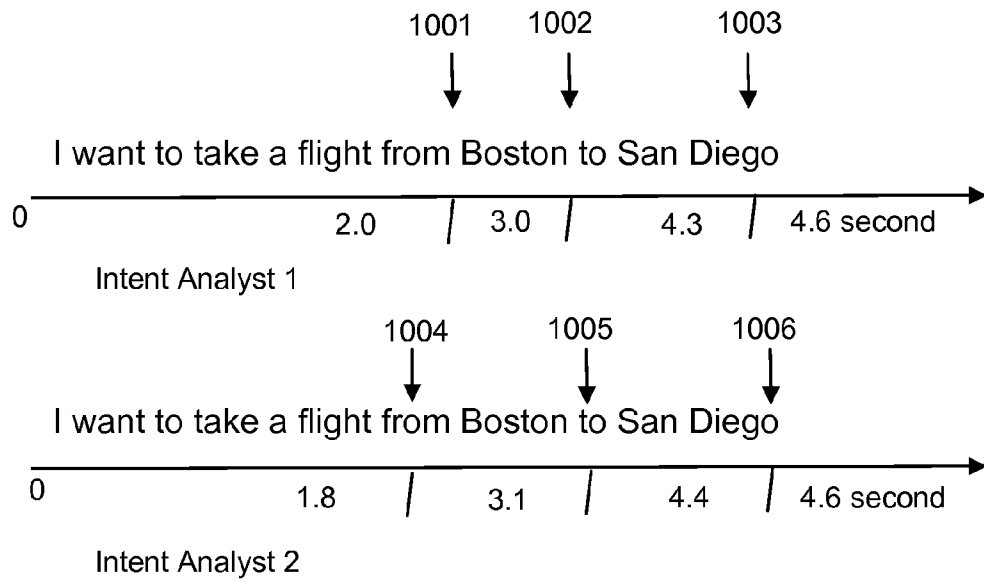 1001 1002 1003
I want to take a flight from Boston to San Diego
0 2.0 3.0 4.3 4.6 second
Intent Analyst 1
1004 1005 1006
I want to take a flight from Boston to San Diego
0 1.8 3.1 4.4 4.6 second
Intent Analyst 2